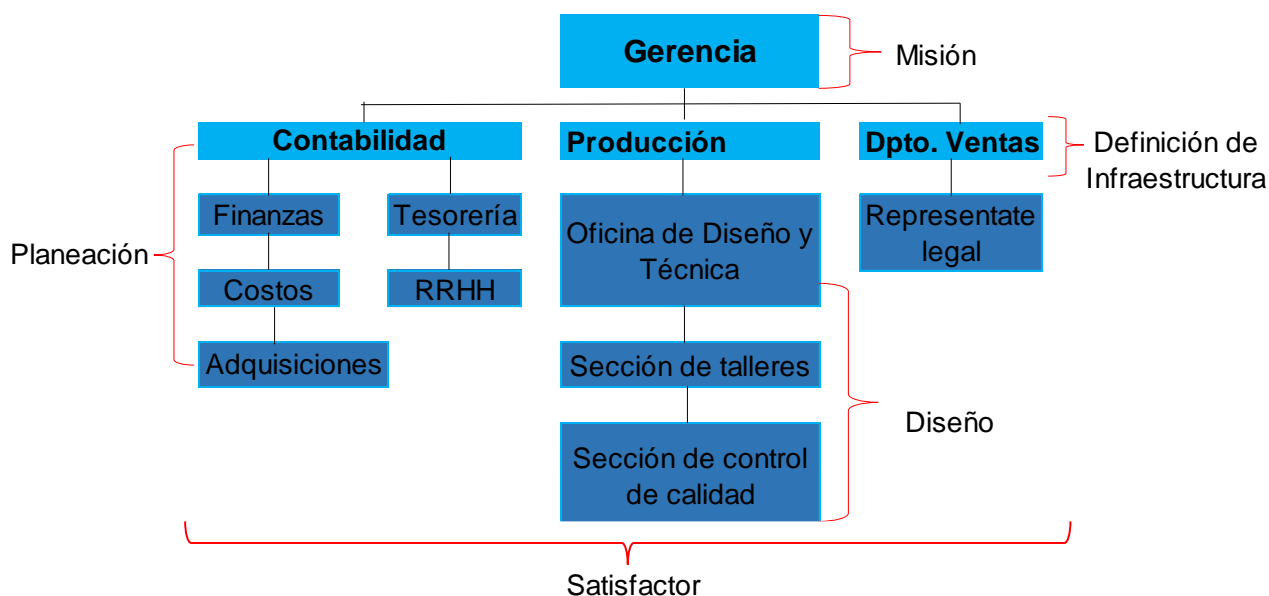 Gerencia
Misión
Contabilidad
Producción
Dpto. Ventas
Definición de
Infraestructura
Planeación
Finanzas
Tesorería
Oficina de Diseño y
Técnica
Representate
legal
Costos
RRHH
Adquisiciones
Sección de talleres
Diseño
Sección de control
de calidad
Satisfactor